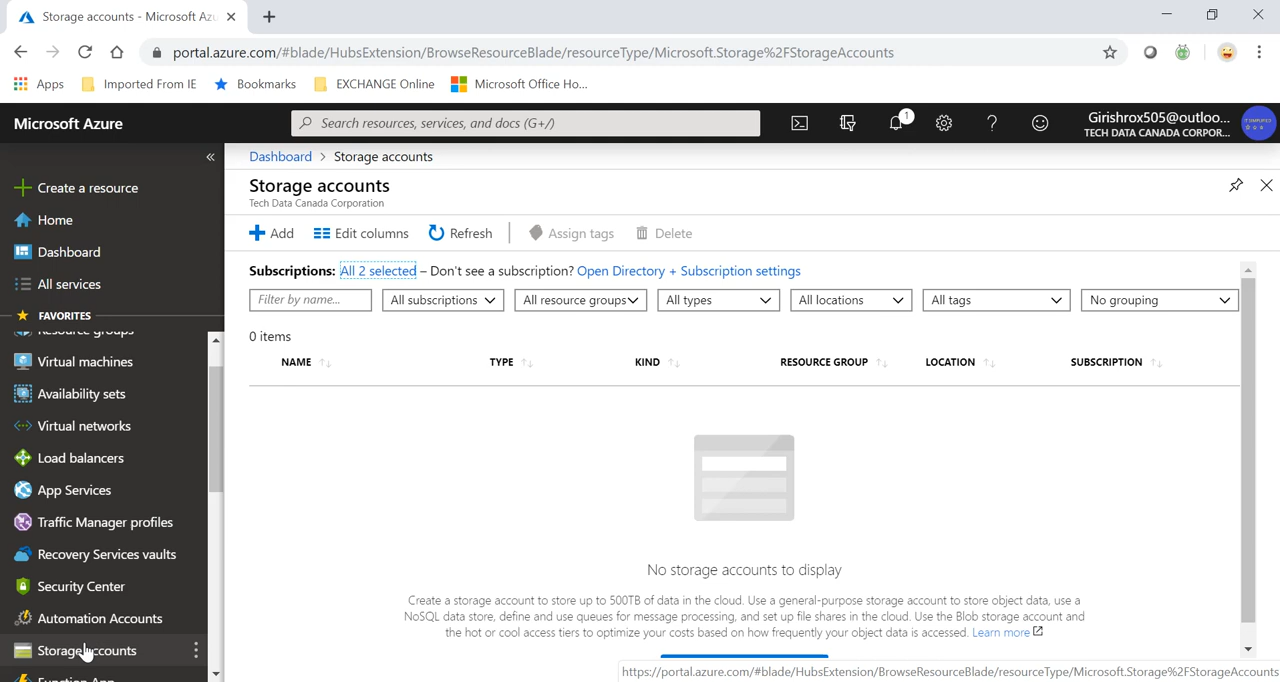 Storage accounts - Microsoft Azu
portal.azure.com/#blade/HubsExtension/BrowseResourceBlade/resourceType/Microsoft.Storage%2FStorageAccounts
Apps Imported From IE Bookmarks EXCHANGE Online Microsoft Office Ho...
Microsoft Azure
Search resources, services, and docs (G+/)
1
Girishrox505@outloo...
TECH DATA CANADA CORPOR...
Create a resource
Home
Dashboard
All services
FAVORITES
Resource groups
Virtual machines
Availability sets
Virtual networks
Load balancers
App Services
Traffic Manager profiles
Recovery Services vaults
Security Center
Automation Accounts
Storage accounts
Function App
Dashboard > Storage accounts
Storage accounts
Tech Data Canada Corporation
Add Edit columns Refresh Assign tags Delete
Subscriptions: All 2 selected – Don't see a subscription? Open Directory + Subscription settings
Filter by name... All subscriptions All resource groups All types All locations All tags No grouping
0 items
NAME TYPE KIND RESOURCE GROUP LOCATION SUBSCRIPTION
No storage accounts to display
Create a storage account to store up to 500TB of data in the cloud. Use a general-purpose storage account to store object data, use a
NoSQL data store, define and use queues for message processing, and set up file shares in the cloud. Use the Blob storage account and
the hot or cool access tiers to optimize your costs based on how frequently your object data is accessed. Learn more
https://portal.azure.com/#blade/HubsExtension/BrowseResourceBlade/resourceType/Microsoft.Storage%2FStorageAccounts